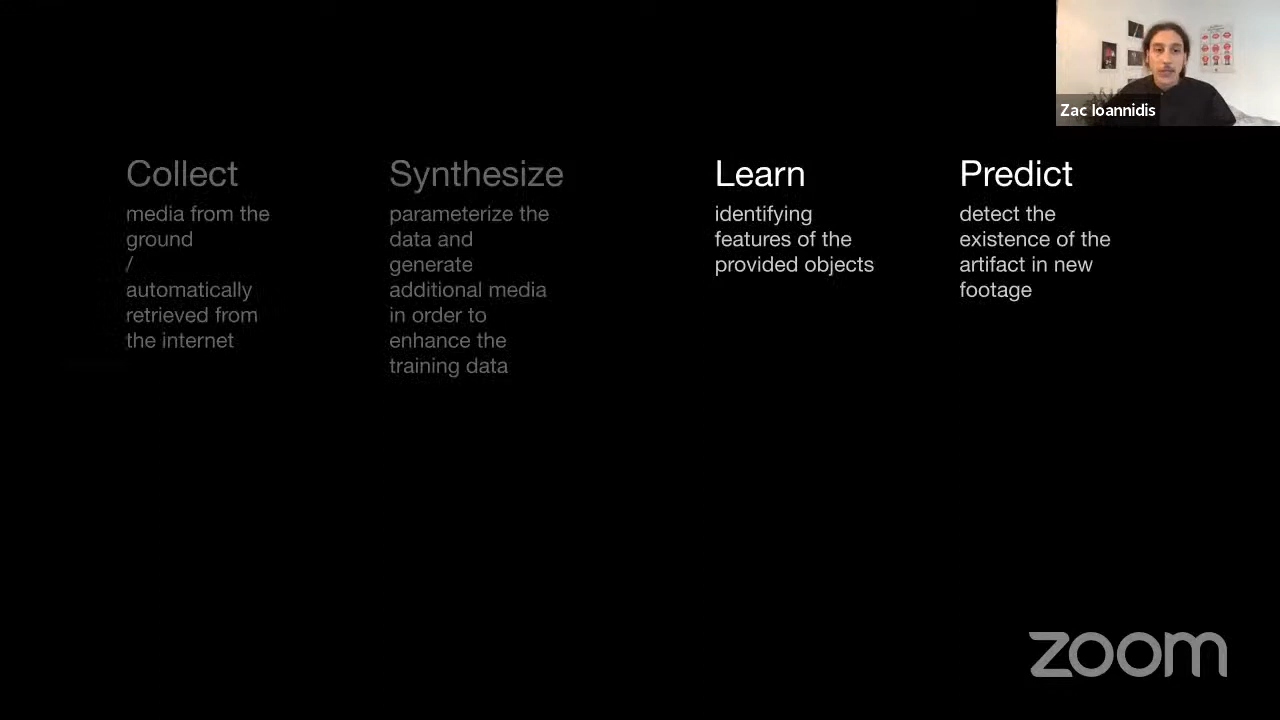 Zac Ioannidis
Collect
media from the
ground
/
automatically
retrieved from
the internet
Synthesize
parameterize the
data and
generate
additional media
in order to
enhance the
training data
Learn
identifying
features of the
provided objects
Predict
detect the
existence of the
artifact in new
footage
zoom